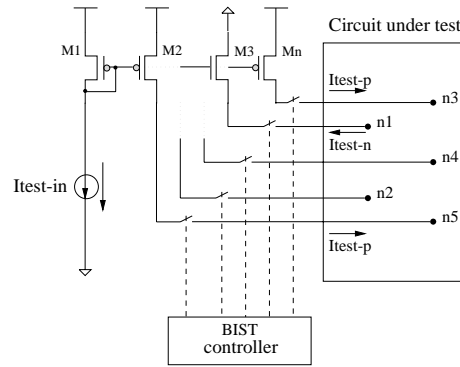 Circuit under test
M1
M2
M3
Mn
Itest-p
n3
n1
Itest-n
n4
Itest-in
n2
n5
Itest-p
BIST
controller